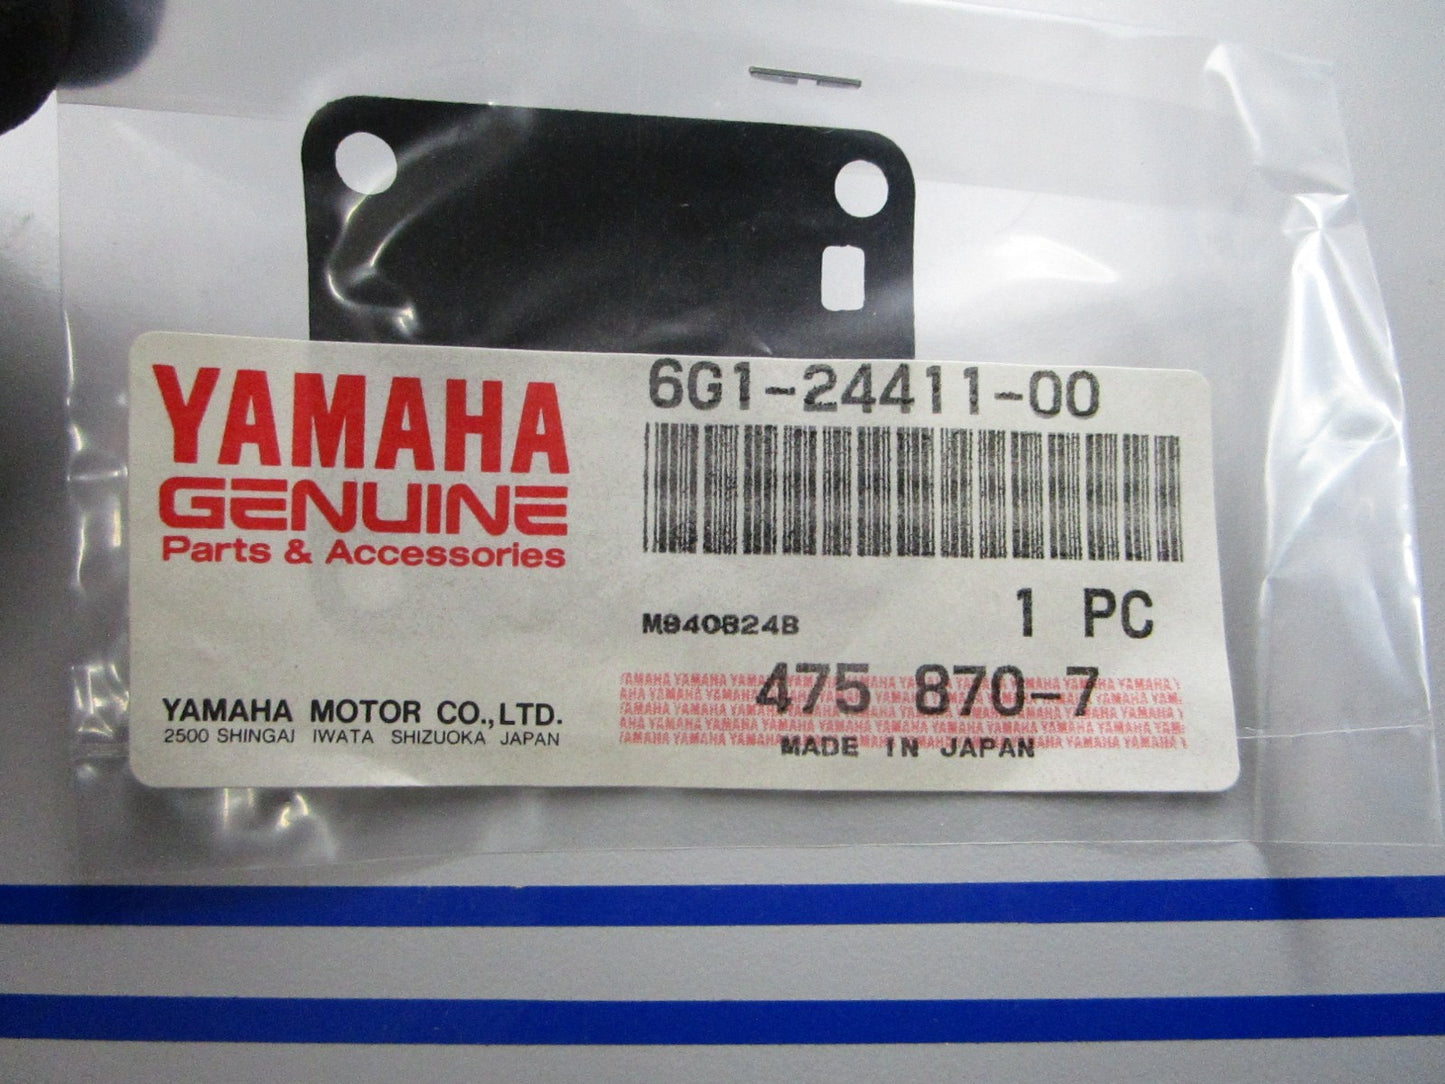 YAMAHA
GENUINE
Parts & Accessories
6G1-24411-00
M940824B
1 PC
475 870-7
MADE IN JAPAN
YAMAHA MOTOR CO.,LTD.
2500 SHINGAI IWATA SHIZUOKA JAPAN